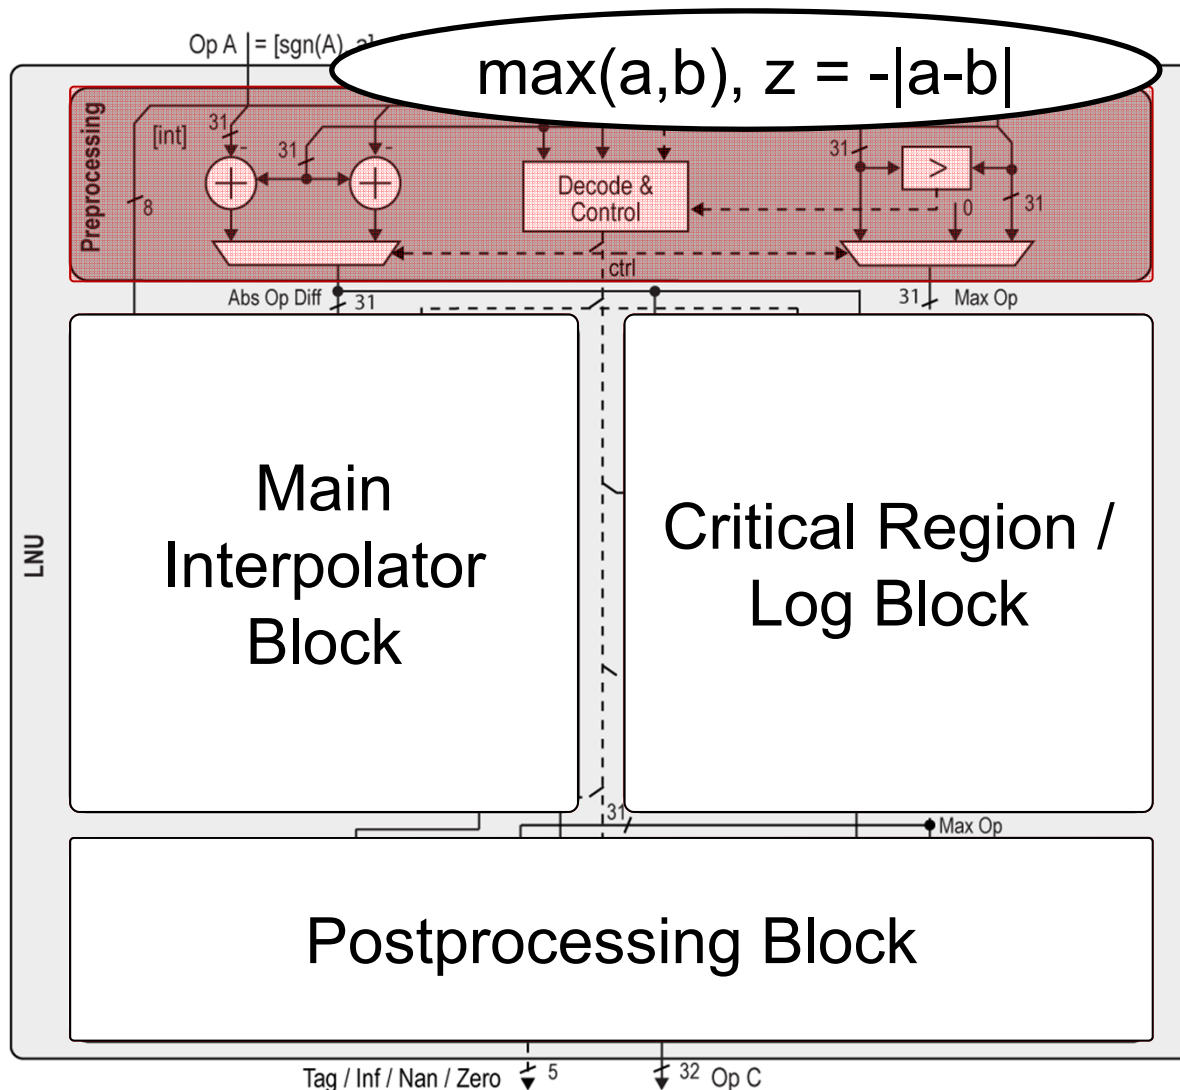 Op A = [sgn(A), a]
max(a,b), z = -|a-b|
Preprocessing
[int]
31
-
31
-
31
>
8
+
+
Decode &
Control
0
31
ctrl
Abs Op Diff
31
31
Max Op
LNU
Main
Interpolator
Block
Critical Region /
Log Block
31
Max Op
Postprocessing Block
Tag / Inf / Nan / Zero
5
32
Op C